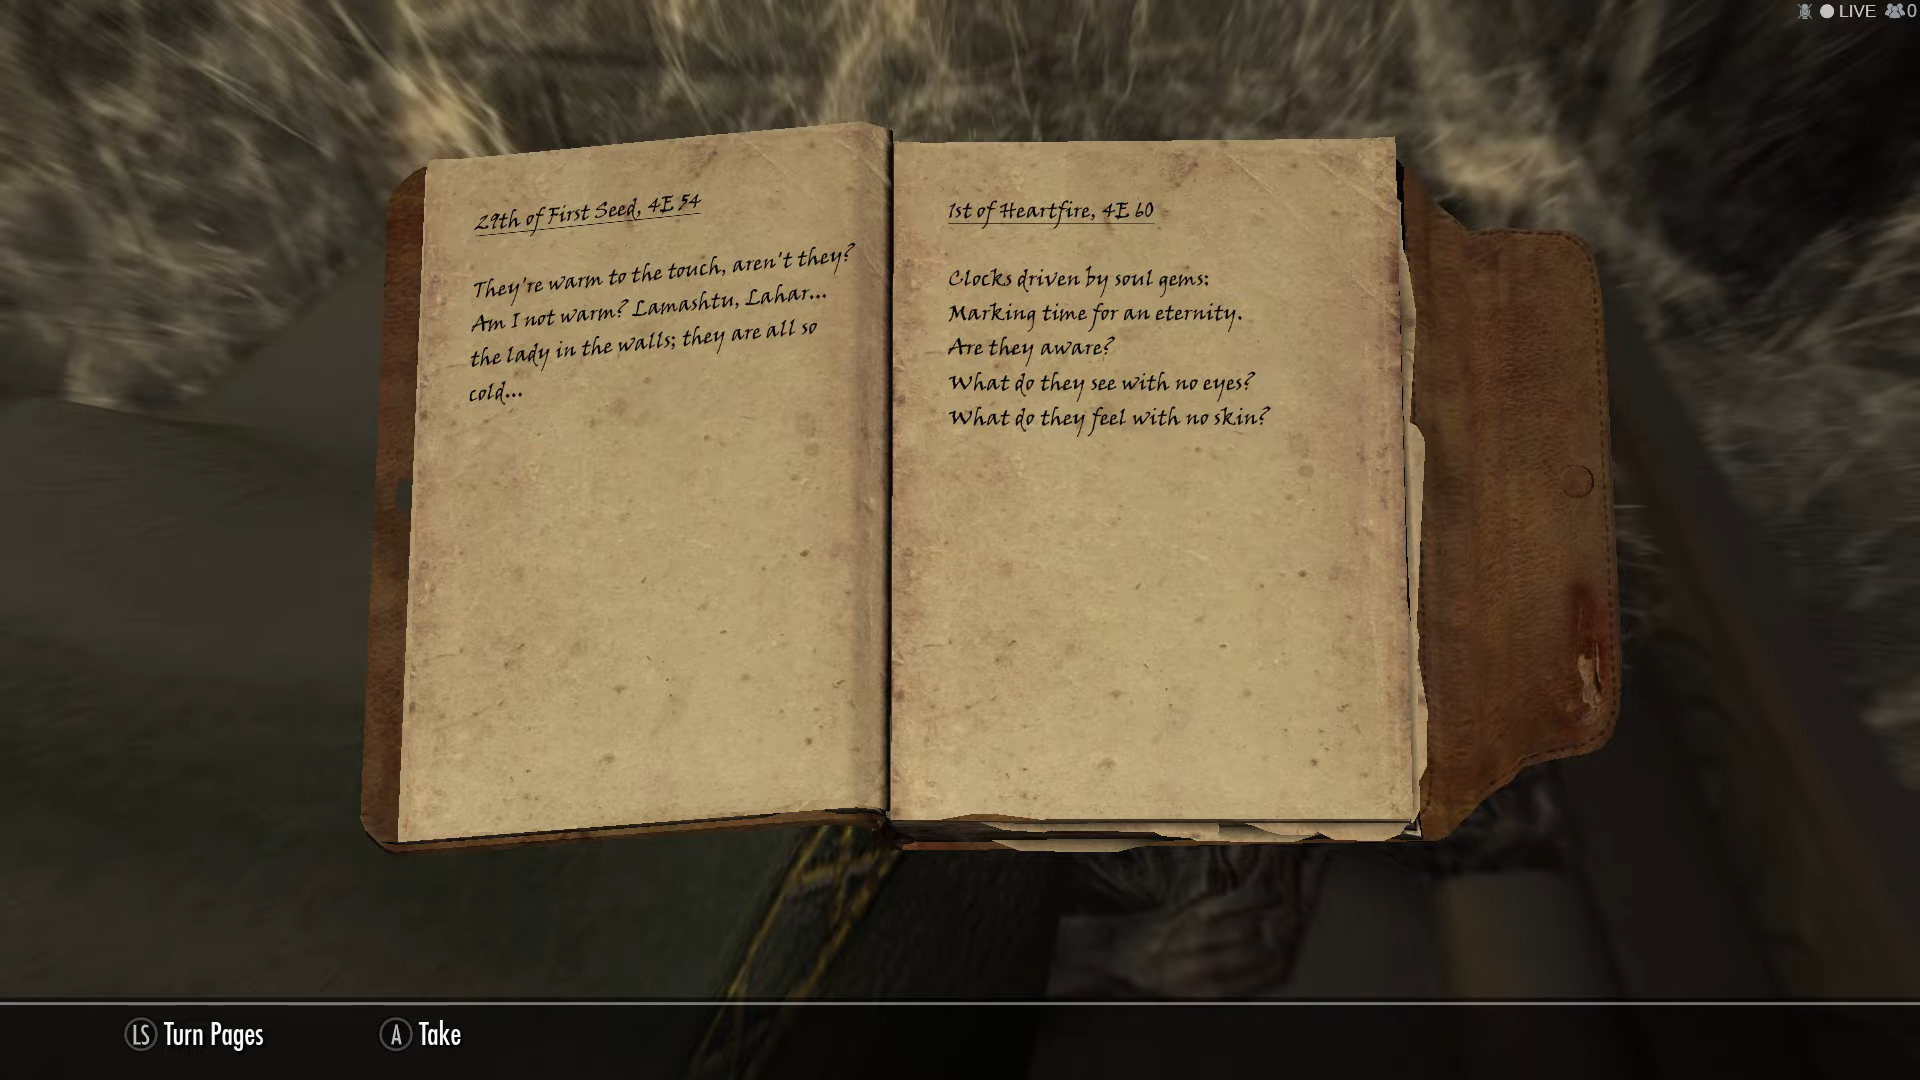 LIVE 0
29th of First Seed, 4E 54
They're warm to the touch, aren't they?
Am I not warm? Lamashtu, Lahar...
the lady in the walls; they are all so
cold...
1st of Heartfire, 4E 60
Clocks driven by soul gems:
Marking time for an eternity.
Are they aware?
What do they see with no eyes?
What do they feel with no skin?
LS Turn Pages
A Take